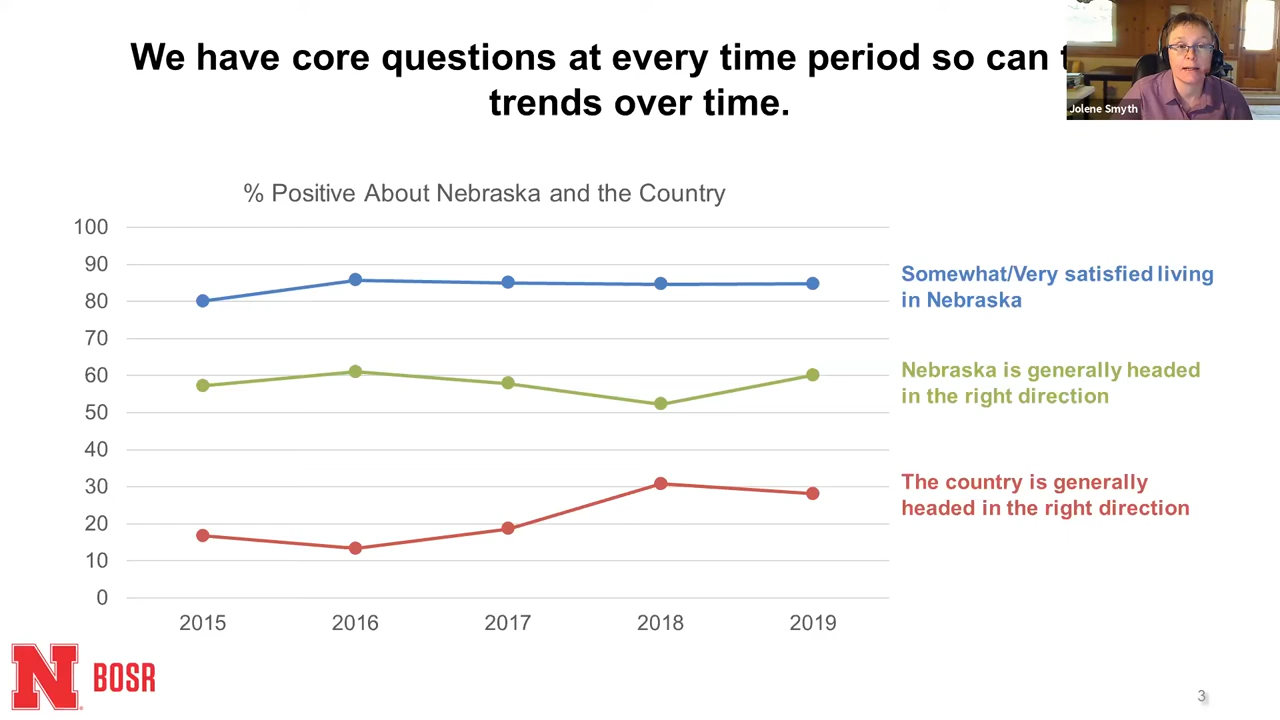 We have core questions at every time period so can
trends over time.
Jolene Smyth
% Positive About Nebraska and the Country
100
90
80
70
60
50
40
30
20
10
0
2015 2016 2017 2018 2019
Somewhat/Very satisfied living
in Nebraska
Nebraska is generally headed
in the right direction
The country is generally
headed in the right direction
N BOSR
3